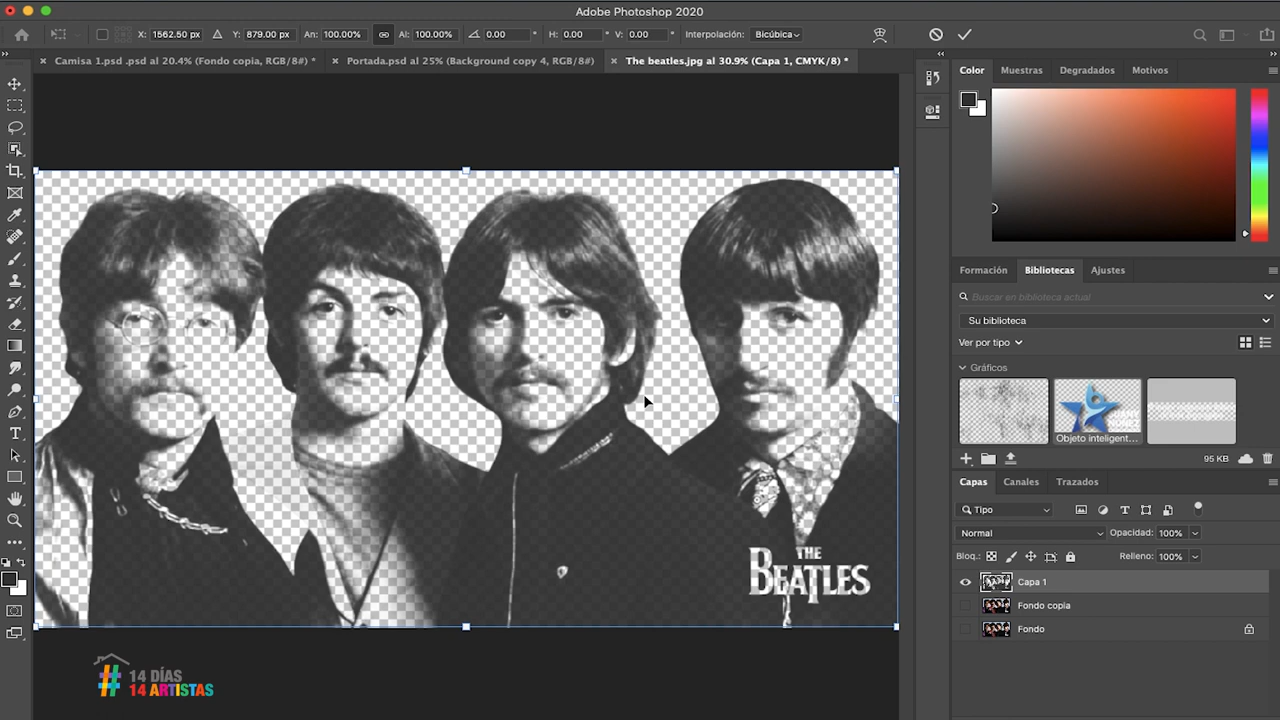 Adobe Photoshop 2020
X: 1562.50 px Y: 879.00 px An: 100.00% Al: 100.00% 0.00 ° H: 0.00 ° V: 0.00 ° Interpolación: Bicúbica
Camisa 1.psd .psd al 20.4% (Fondo copia, RGB/8#) *
Portada.psd al 25% (Background copy 4, RGB/8#)
The beatles.jpg al 30.9% (Capa 1, CMYK/8) *
Color Muestras Degradados Motivos
Formación Bibliotecas Ajustes
Buscar en biblioteca actual
Su biblioteca
Ver por tipo
Gráficos
Objeto inteligent...
95 KB
Capas Canales Trazados
Tipo
Normal Opacidad: 100%
Bloq.: Relleno: 100%
Capa 1
Fondo copia
Fondo
THE
BEATLES
# 14 DÍAS
14 ARTISTAS